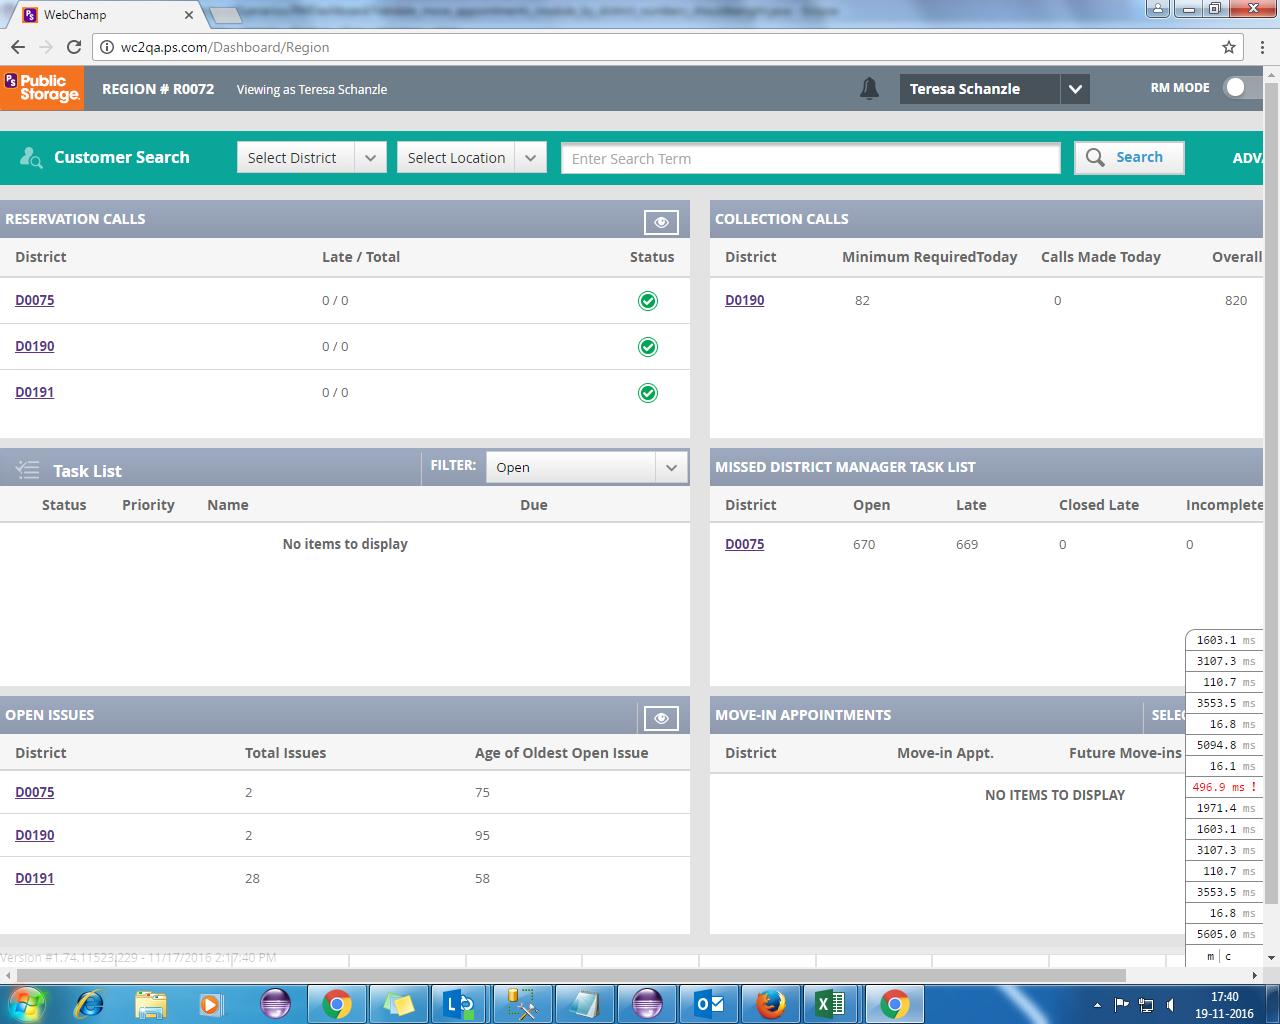 WebChamp
wc2qa.ps.com/Dashboard/Region
PS Public Storage.
REGION # R0072
Viewing as Teresa Schanzle
Teresa Schanzle
RM MODE
Customer Search
Select District
Select Location
Enter Search Term
Search
ADVA
RESERVATION CALLS
District Late / Total Status
D0075 0 / 0
D0190 0 / 0
D0191 0 / 0
COLLECTION CALLS
District Minimum RequiredToday Calls Made Today Overall
D0190 82 0 820
Task List
FILTER: Open
Status Priority Name Due
No items to display
MISSED DISTRICT MANAGER TASK LIST
District Open Late Closed Late Incomplete
D0075 670 669 0 0
OPEN ISSUES
District Total Issues Age of Oldest Open Issue
D0075 2 75
D0190 2 95
D0191 28 58
MOVE-IN APPOINTMENTS
SELEC
District Move-in Appt. Future Move-ins
NO ITEMS TO DISPLAY
1603.1 ms
3107.3 ms
110.7 ms
3553.5 ms
16.8 ms
5094.8 ms
16.1 ms
496.9 ms !
1971.4 ms
1603.1 ms
3107.3 ms
110.7 ms
3553.5 ms
16.8 ms
5605.0 ms
m | c
Version #1.74.11523.229 - 11/17/2016 2:17:40 PM
17:40
19-11-2016